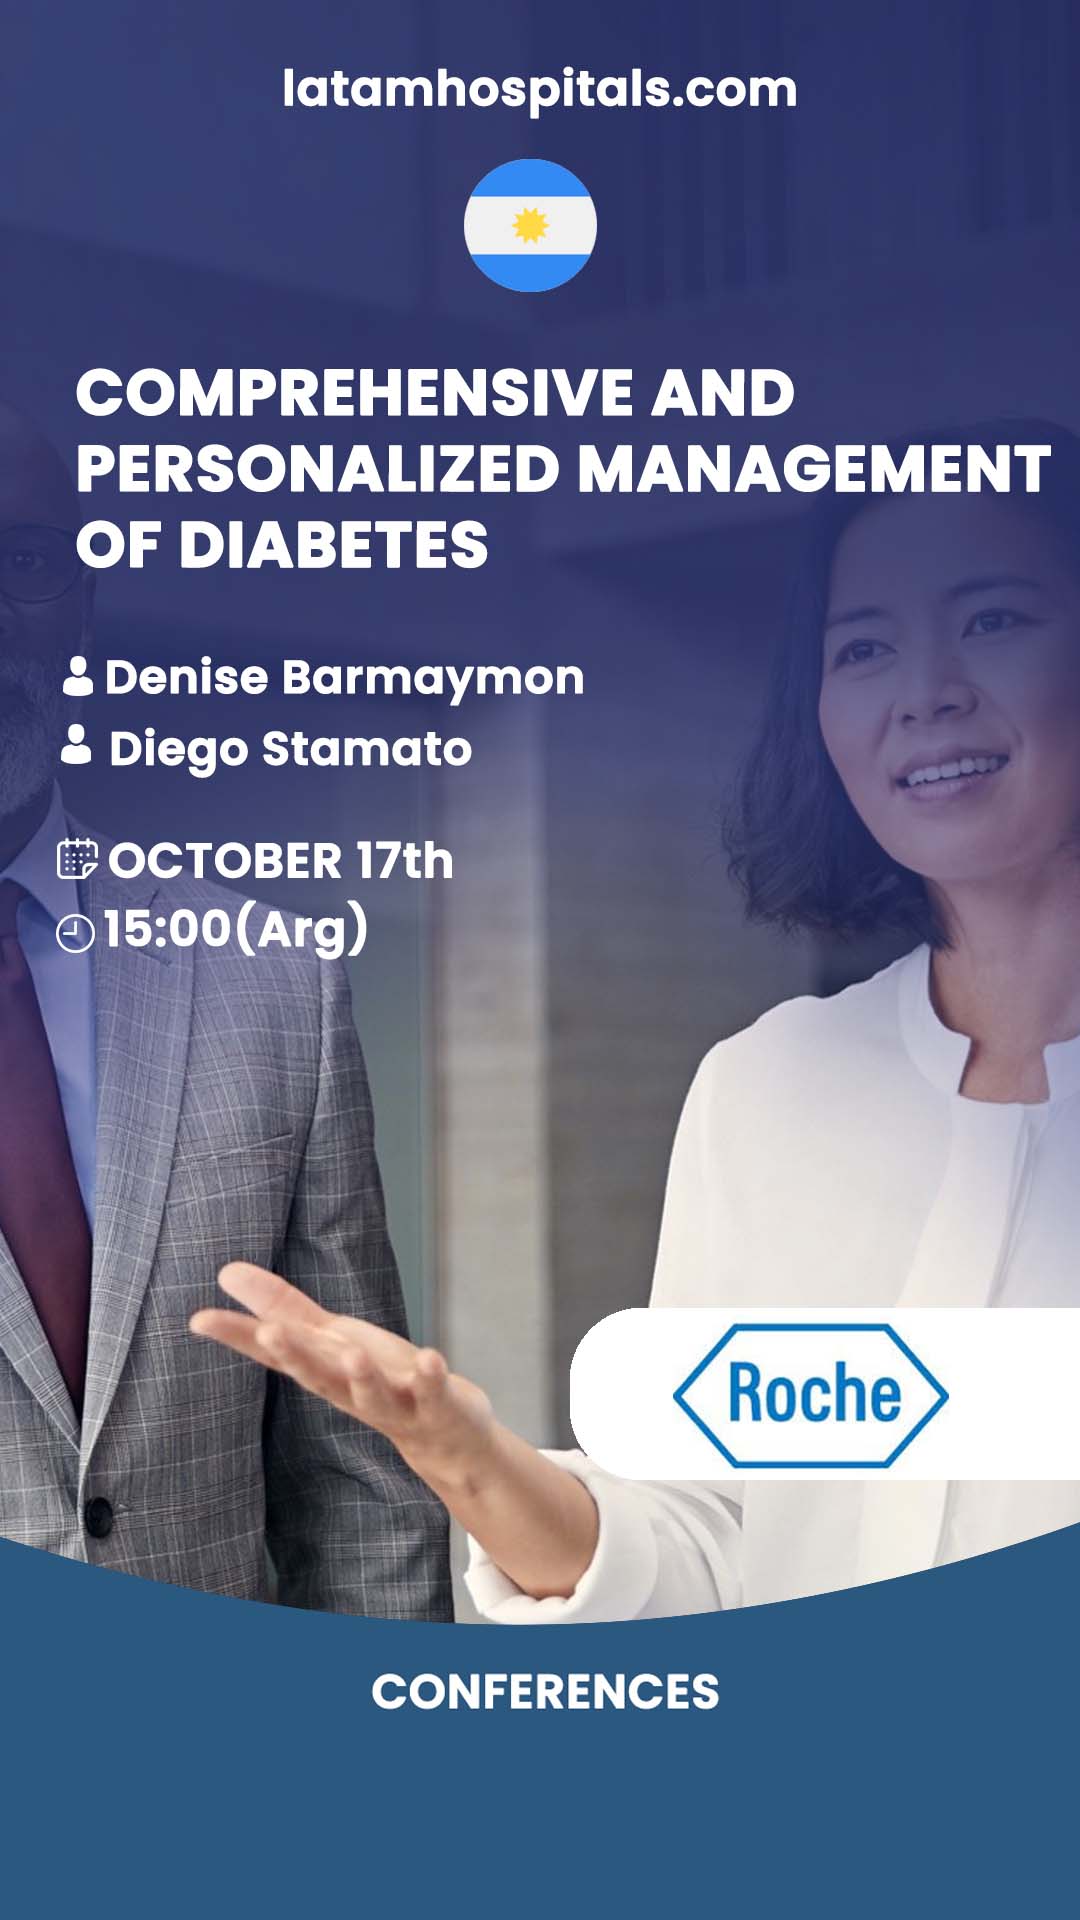 latamhospitals.com
COMPREHENSIVE AND
PERSONALIZED MANAGEMENT
OF DIABETES
Denise Barmaymon
Diego Stamato
OCTOBER 17th
15:00(Arg)
Roche
CONFERENCES